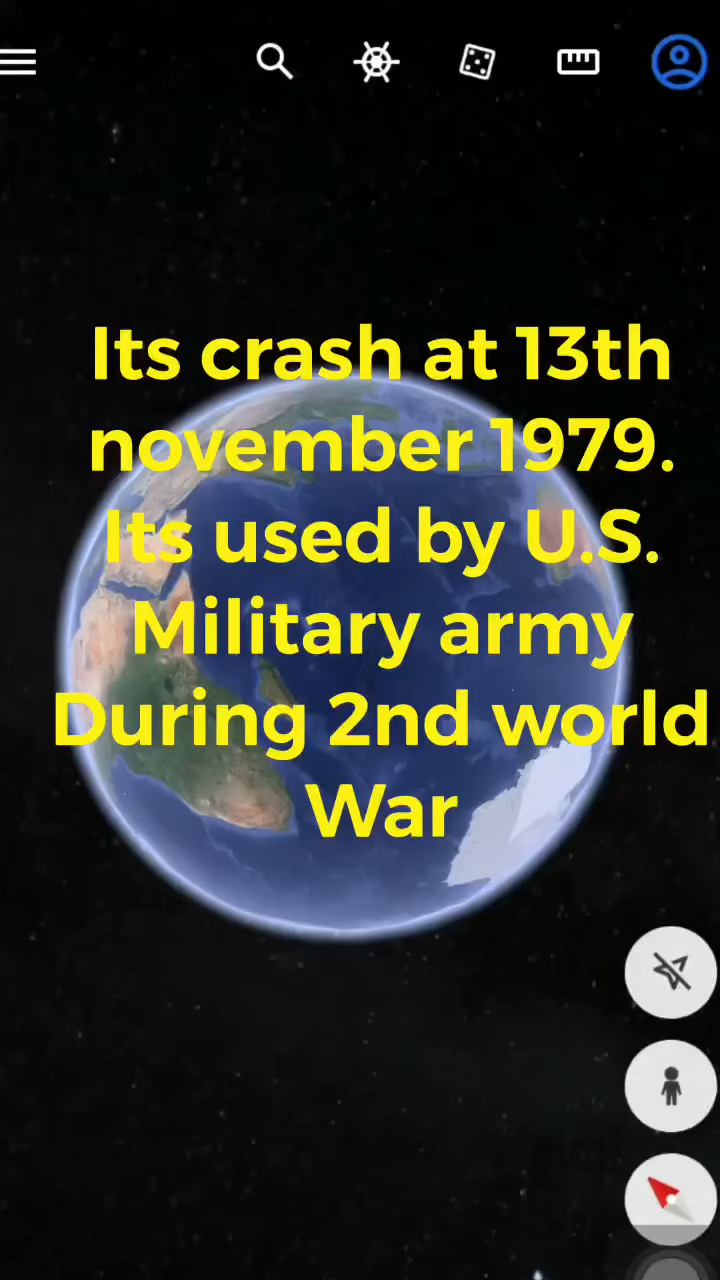 Its crash at 13th
november 1979.
Its used by U.S.
Military army
During 2nd world
War